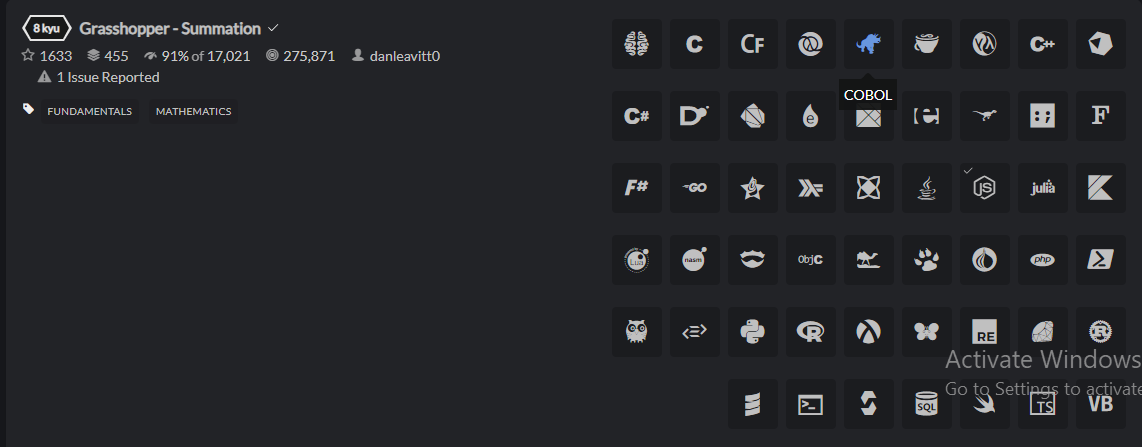 8 kyu Grasshopper - Summation
1633 455 91% of 17,021 275,871 danleavitt0
1 Issue Reported
FUNDAMENTALS MATHEMATICS
C CF C++
COBOL
C# D e F
F# GO JS julia
Lua nasm ObjC php
R RE
SQL TS VB
Activate Windows
Go to Settings to activate